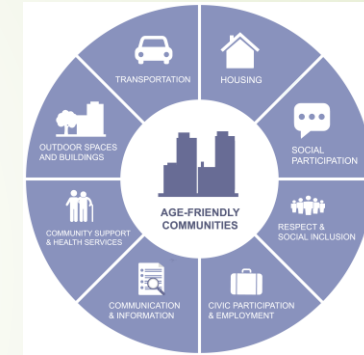 TRANSPORTATION
HOUSING
OUTDOOR SPACES
AND BUILDINGS
SOCIAL
PARTICIPATION
AGE-FRIENDLY
COMMUNITIES
COMMUNITY SUPPORT
& HEALTH SERVICES
RESPECT &
SOCIAL INCLUSION
COMMUNICATION
& INFORMATION
CIVIC PARTICIPATION
& EMPLOYMENT